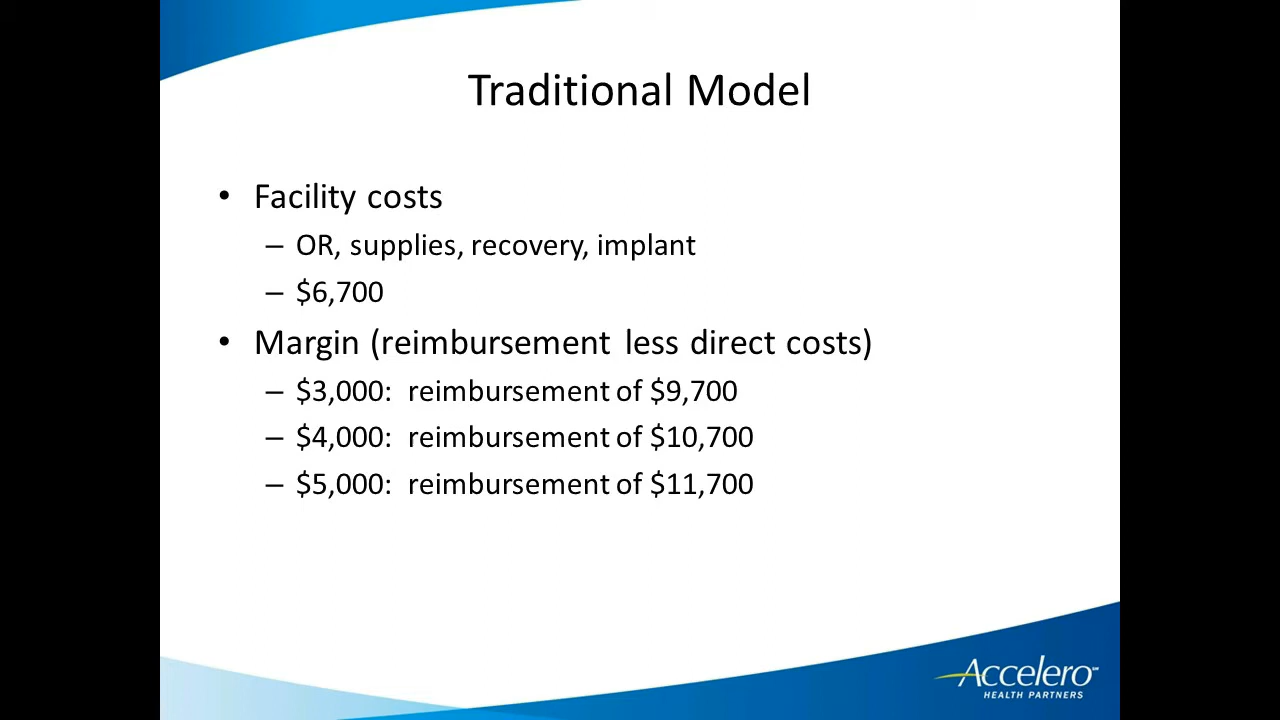 Traditional Model
• Facility costs
– OR, supplies, recovery, implant
– $6,700
• Margin (reimbursement less direct costs)
– $3,000: reimbursement of $9,700
– $4,000: reimbursement of $10,700
– $5,000: reimbursement of $11,700
Accelero℠
HEALTH PARTNERS